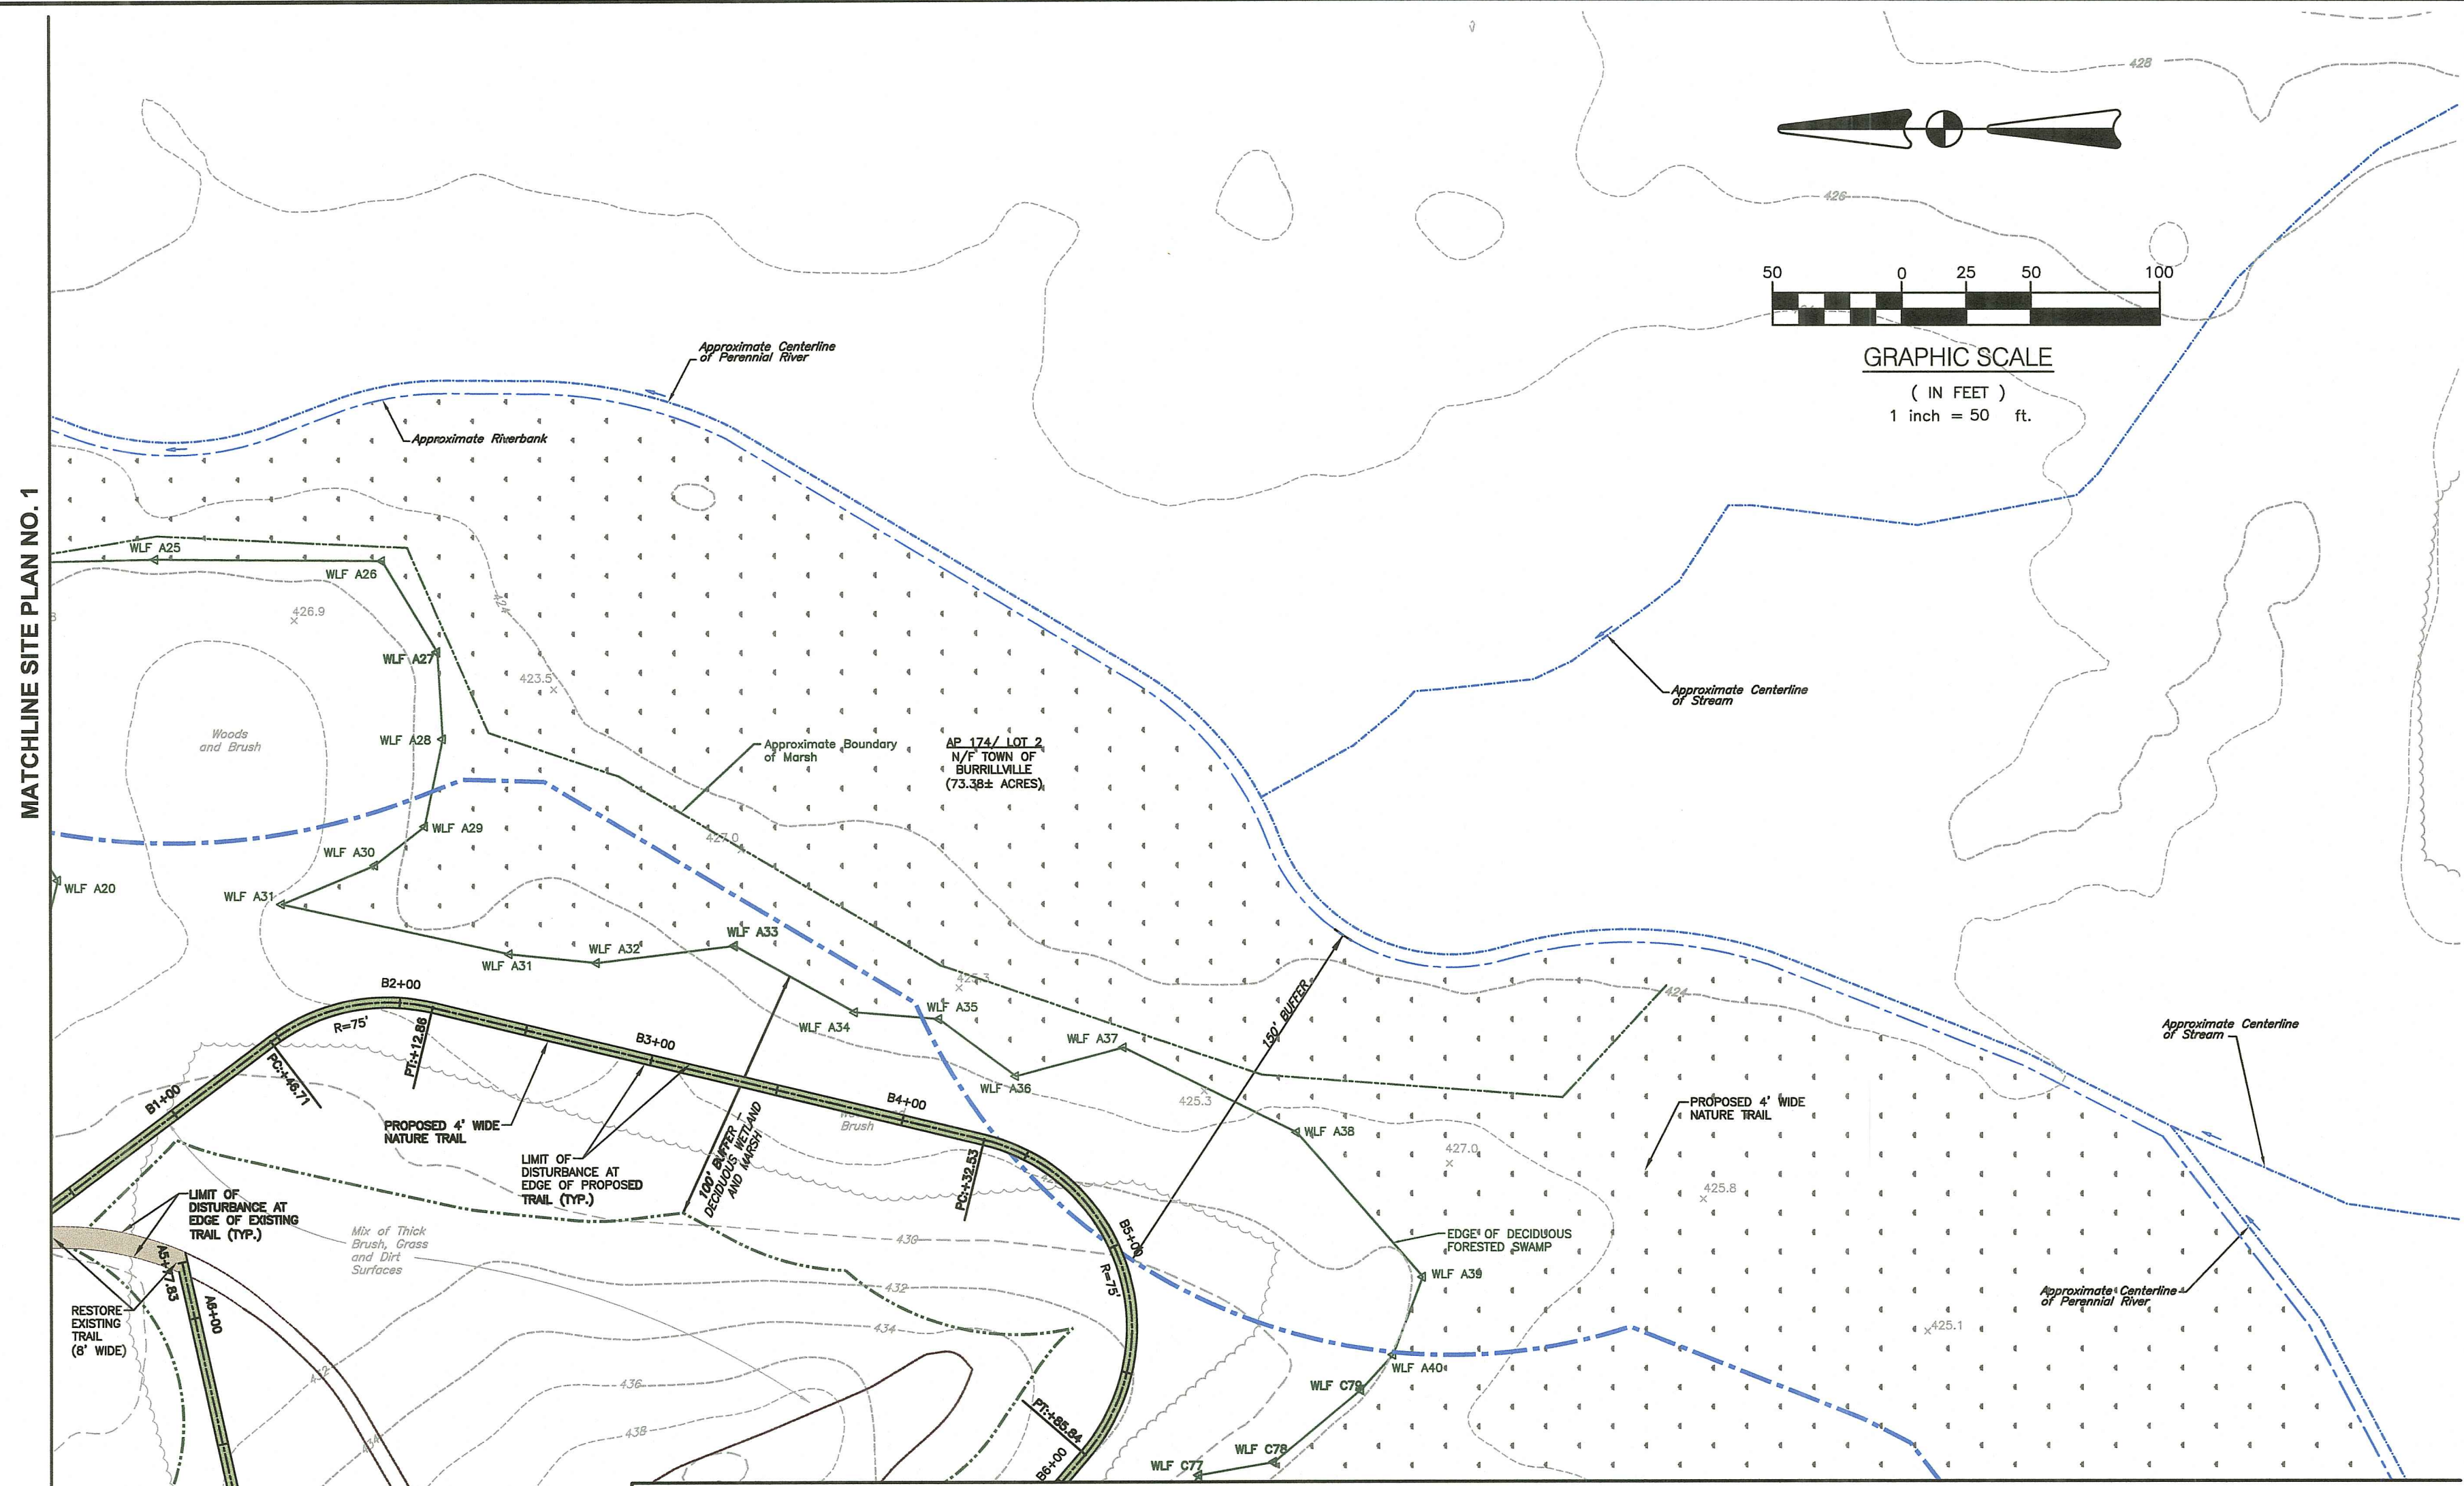 MATCHLINE SITE PLAN NO. 1
428
426
50 0 25 50 100
GRAPHIC SCALE
( IN FEET )
1 inch = 50 ft.
Approximate Centerline
of Perennial River
Approximate Riverbank
WLF A25
WLF A26
424
426.9
WLF A27
423.5
Woods
and Brush
WLF A28
Approximate Boundary
of Marsh
AP 174/ LOT 2
N/F TOWN OF
BURRILLVILLE
(73.38± ACRES)
Approximate Centerline
of Stream
WLF A29
427.0
WLF A30
WLF A20
WLF A31
WLF A33
WLF A32
WLF A31
425.3
B2+00
R=75'
PT:+12.88
WLF A34
WLF A35
424
150' BUFFER
B3+00
WLF A37
Approximate Centerline
of Stream
PC:+46.71
B1+00
WLF A36
425.3
B4+00
Brush
PROPOSED 4' WIDE
NATURE TRAIL
PROPOSED 4' WIDE
NATURE TRAIL
WLF A38
100' BUFFER -
DECIDUOUS WETLAND
AND MARSH
LIMIT OF
DISTURBANCE AT
EDGE OF PROPOSED
TRAIL (TYP.)
PC:+32.53
427.0
425.8
LIMIT OF
DISTURBANCE AT
EDGE OF EXISTING
TRAIL (TYP.)
Mix of Thick
Brush, Grass
and Dirt
Surfaces
430
B5+00
R=75'
EDGE OF DECIDUOUS
FORESTED SWAMP
A5+77.83
A6+00
432
WLF A39
Approximate Centerline
of Perennial River
RESTORE
EXISTING
TRAIL
(8' WIDE)
434
425.1
432
436
WLF A40
WLF C79
434
438
PT:+85.84
B6+00
WLF C78
WLF C77